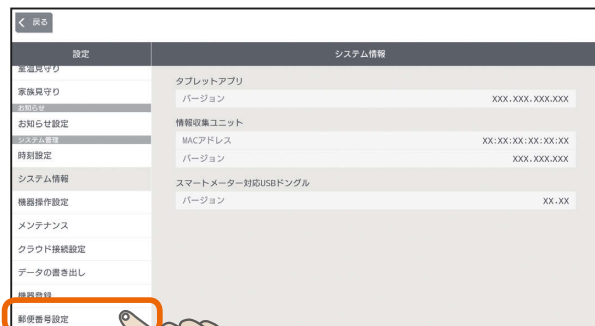 戻る
設定
システム情報
室温見守り
家族見守り
お知らせ
お知らせ設定
システム管理
時刻設定
システム情報
機器操作設定
メンテナンス
クラウド接続設定
データの書き出し
機器登録
郵便番号設定
タブレットアプリ
バージョン XXX.XXX.XXX.XXX
情報収集ユニット
MACアドレス XX:XX:XX:XX:XX:XX
バージョン XXX.XXX.XXX
スマートメーター対応USBドングル
バージョン XX.XX